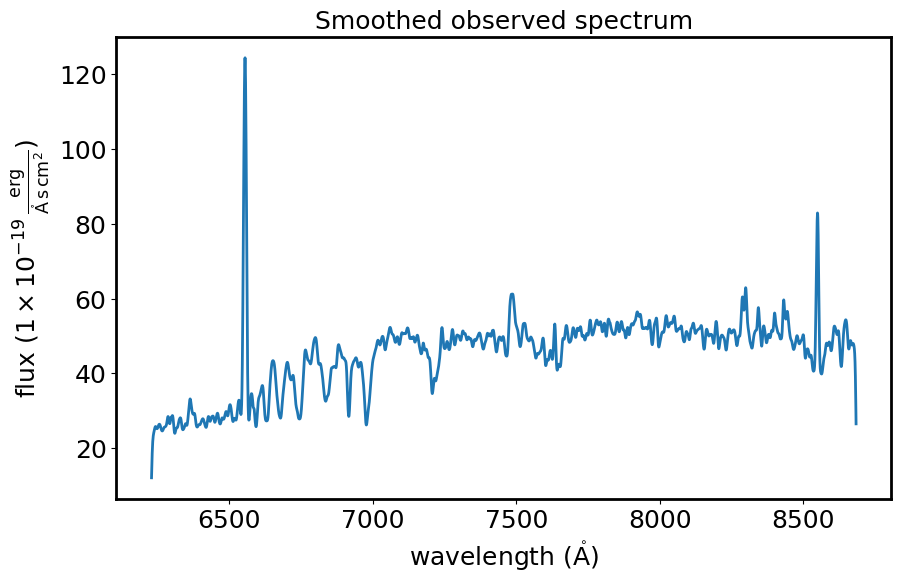 Smoothed observed spectrum
flux (1 × 10⁻¹⁹ erg / Å s cm²)
120
100
80
60
40
20
6500 7000 7500 8000 8500
wavelength (Å)